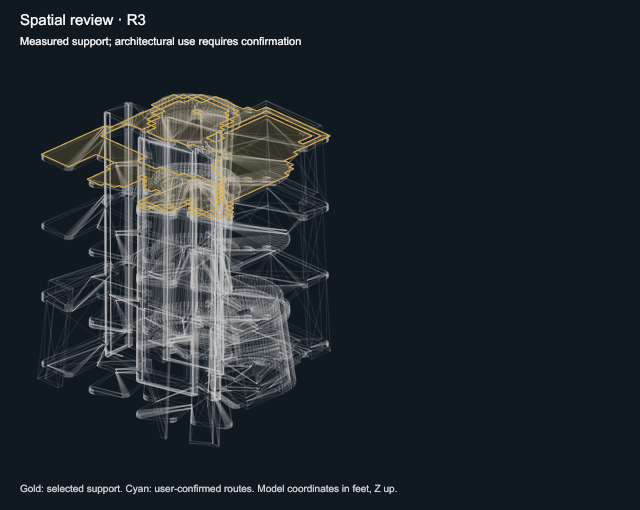 Spatial review · R3
Measured support; architectural use requires confirmation
Gold: selected support. Cyan: user-confirmed routes. Model coordinates in feet, Z up.